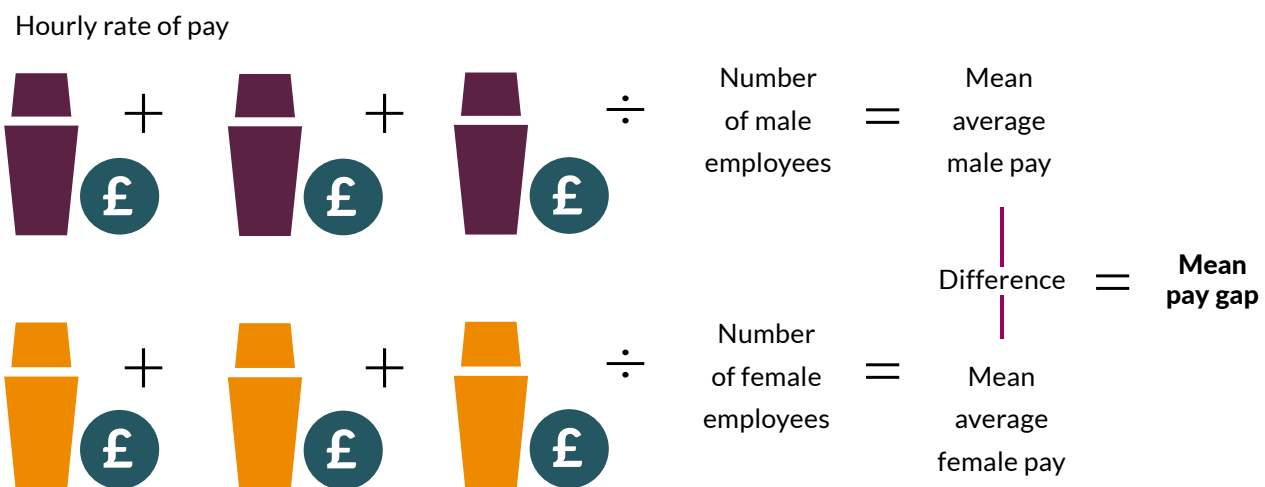 Hourly rate of pay
+
+
÷
Number
of male
employees
=
Mean
average
male pay
£
£
£
Difference
=
Mean
pay gap
+
+
÷
Number
of female
employees
=
Mean
average
female pay
£
£
£